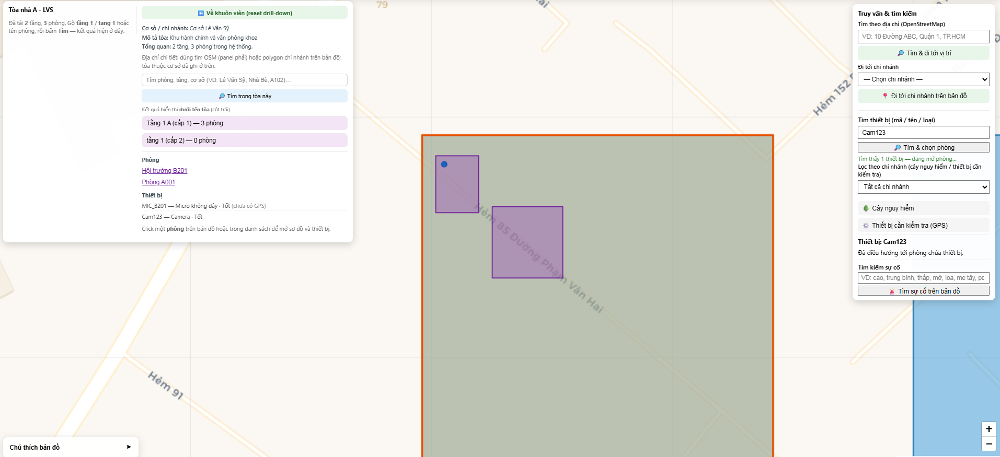 Tòa nhà A - LVS
Đã tải 2 tầng, 3 phòng. Gõ tầng 1 / tang 1 hoặc
tên phòng, rồi bấm Tìm — kết quả hiện ở đây.
Về khuôn viên (reset drill-down)
Cơ sở / chi nhánh: Cơ sở Lê Văn Sỹ
Mô tả tòa: Khu hành chính và văn phòng khoa
Tổng quan: 2 tầng, 3 phòng trong hệ thống.
Địa chỉ chi tiết: dùng tìm OSM (panel phải) hoặc polygon chi nhánh trên bản đồ;
tòa thuộc cơ sở đã ghi ở trên.
Tìm phòng, tầng, cơ sở (VD: Lê Văn Sỹ, Nhà Bè, A102)...
Tìm trong tòa này
Kết quả hiển thị dưới tên tòa (cột trái).
Tầng 1 A (cấp 1) — 3 phòng
tầng 1 (cấp 2) — 0 phòng
Phòng
Hội trường B201
Phòng A001
Thiết bị
MIC_B201 — Micro không dây · Tốt (chưa có GPS)
Cam123 — Camera · Tốt
Click một phòng trên bản đồ hoặc trong danh sách để mở sơ đồ và thiết bị.
79
Hai
Hẻm 152
Hẻm 85 Đường Phạm Văn Hai
Hẻm 91
Chú thích bản đồ
Truy vấn & tìm kiếm
Tìm theo địa chỉ (OpenStreetMap)
VD: 10 Đường ABC, Quận 1, TP.HCM
Tìm & đi tới vị trí
Đi tới chi nhánh
— Chọn chi nhánh —
Đi tới chi nhánh trên bản đồ
Tìm thiết bị (mã / tên / loại)
Cam123
Tìm & chọn phòng
Tìm thấy 1 thiết bị — đang mở phòng...
Lọc theo chi nhánh (cây nguy hiểm / thiết bị cần
kiểm tra)
Tất cả chi nhánh
Cây nguy hiểm
Thiết bị cần kiểm tra (GPS)
Thiết bị: Cam123
Đã điều hướng tới phòng chứa thiết bị.
Tìm kiếm sự cố
VD: cao, trung bình, thấp, mở, loa, me tây, pc
Tìm sự cố trên bản đồ
+
−